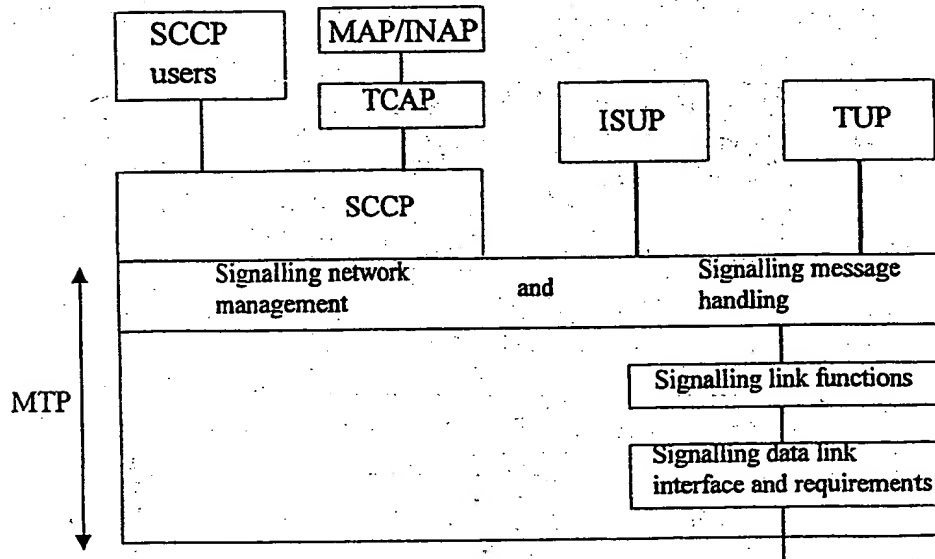 SCCP
users
MAP/INAP
TCAP
ISUP
TUP
SCCP
Signalling network
management
and
Signalling message
handling
MTP
Signalling link functions
Signalling data link
interface and requirements